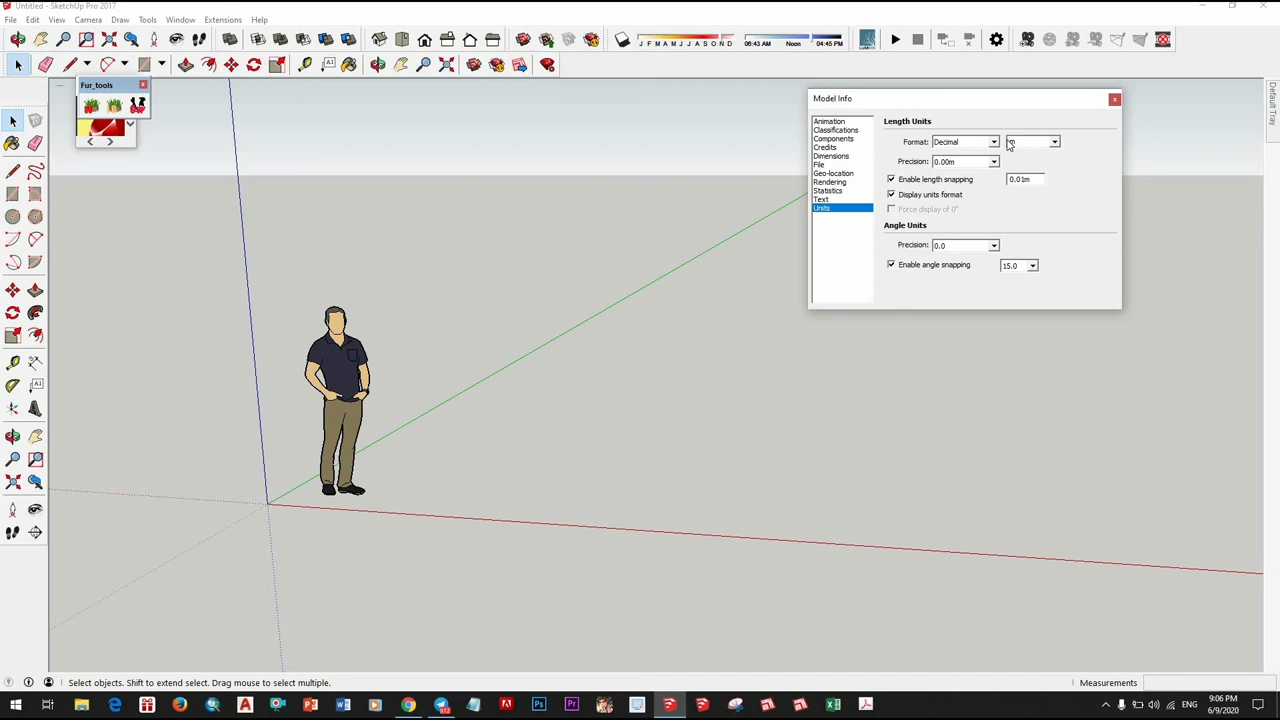 Untitled - SketchUp Pro 2017
File Edit View Camera Draw Tools Window Extensions Help
J F M A M J J A S O N D
06:43 AM Noon 04:45 PM
Fur_tools
Model Info
Animation
Classifications
Components
Credits
Dimensions
File
Geo-location
Rendering
Statistics
Text
Units
Length Units
Format: Decimal m
Precision: 0.00m
Enable length snapping 0.01m
Display units format
Force display of 0"
Angle Units
Precision: 0.0
Enable angle snapping 15.0
Default Tray
Select objects. Shift to extend select. Drag mouse to select multiple.
Measurements
ENG
9:06 PM
6/9/2020